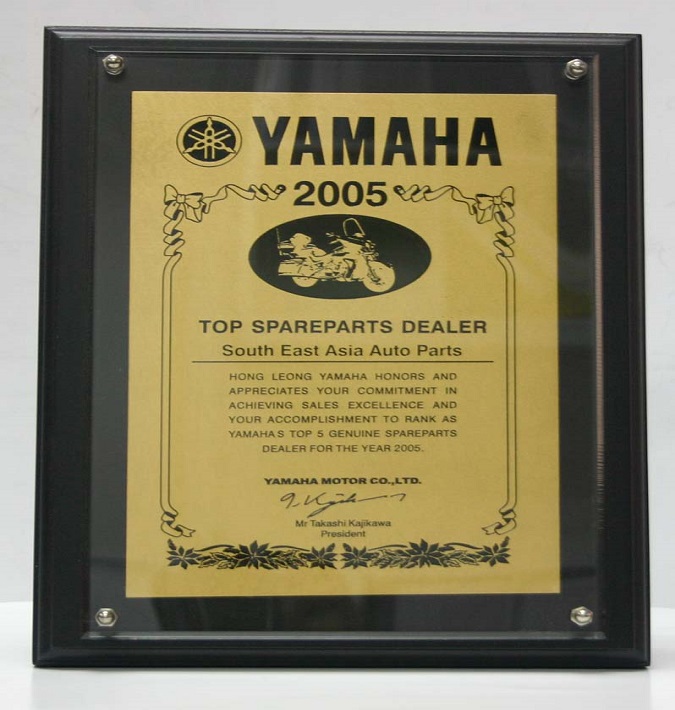 YAMAHA
2005
TOP SPAREPARTS DEALER
South East Asia Auto Parts
HONG LEONG YAMAHA HONORS AND
APPRECIATES YOUR COMMITMENT IN
ACHIEVING SALES EXCELLENCE AND
YOUR ACCOMPLISHMENT TO RANK AS
YAMAHA'S TOP 5 GENUINE SPAREPARTS
DEALER FOR THE YEAR 2005.
YAMAHA MOTOR CO.,LTD.
Mr Takashi Kajikawa
President